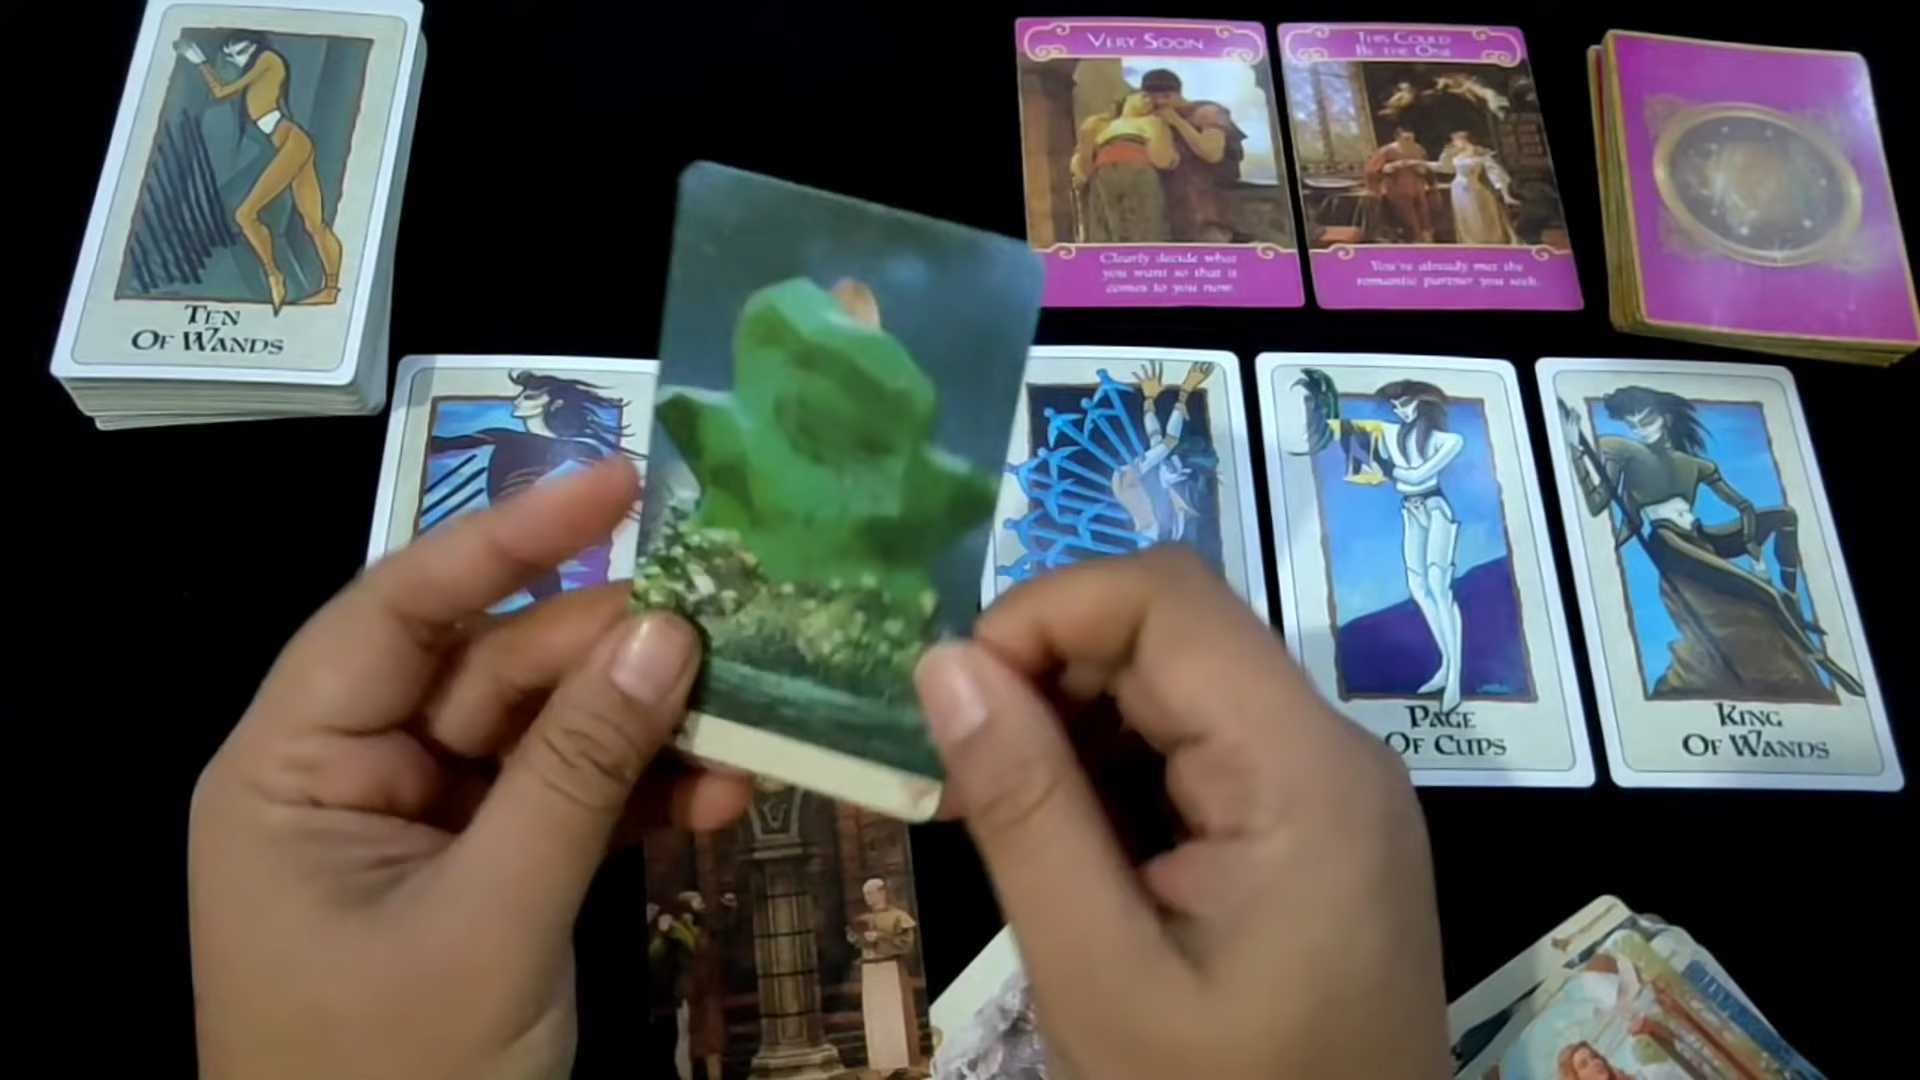 TEN
OF WANDS
VERY SOON
Clearly decide what
you want so that it
comes to you now.
THIS COULD
BE THE ONE
You've already met the
romantic partner you seek.
PAGE
OF CUPS
KING
OF WANDS